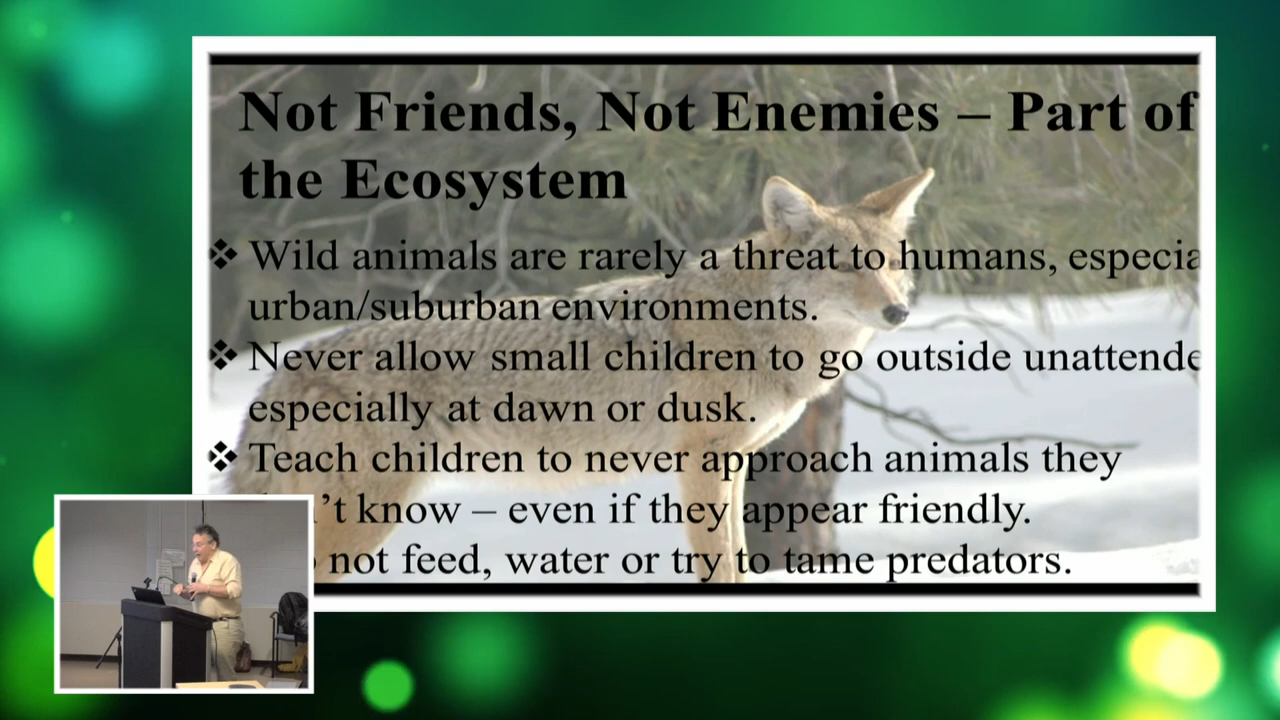 Not Friends, Not Enemies – Part of
the Ecosystem
❖ Wild animals are rarely a threat to humans, especia
urban/suburban environments.
❖ Never allow small children to go outside unattende
especially at dawn or dusk.
❖ Teach children to never approach animals they
’t know – even if they appear friendly.
not feed, water or try to tame predators.